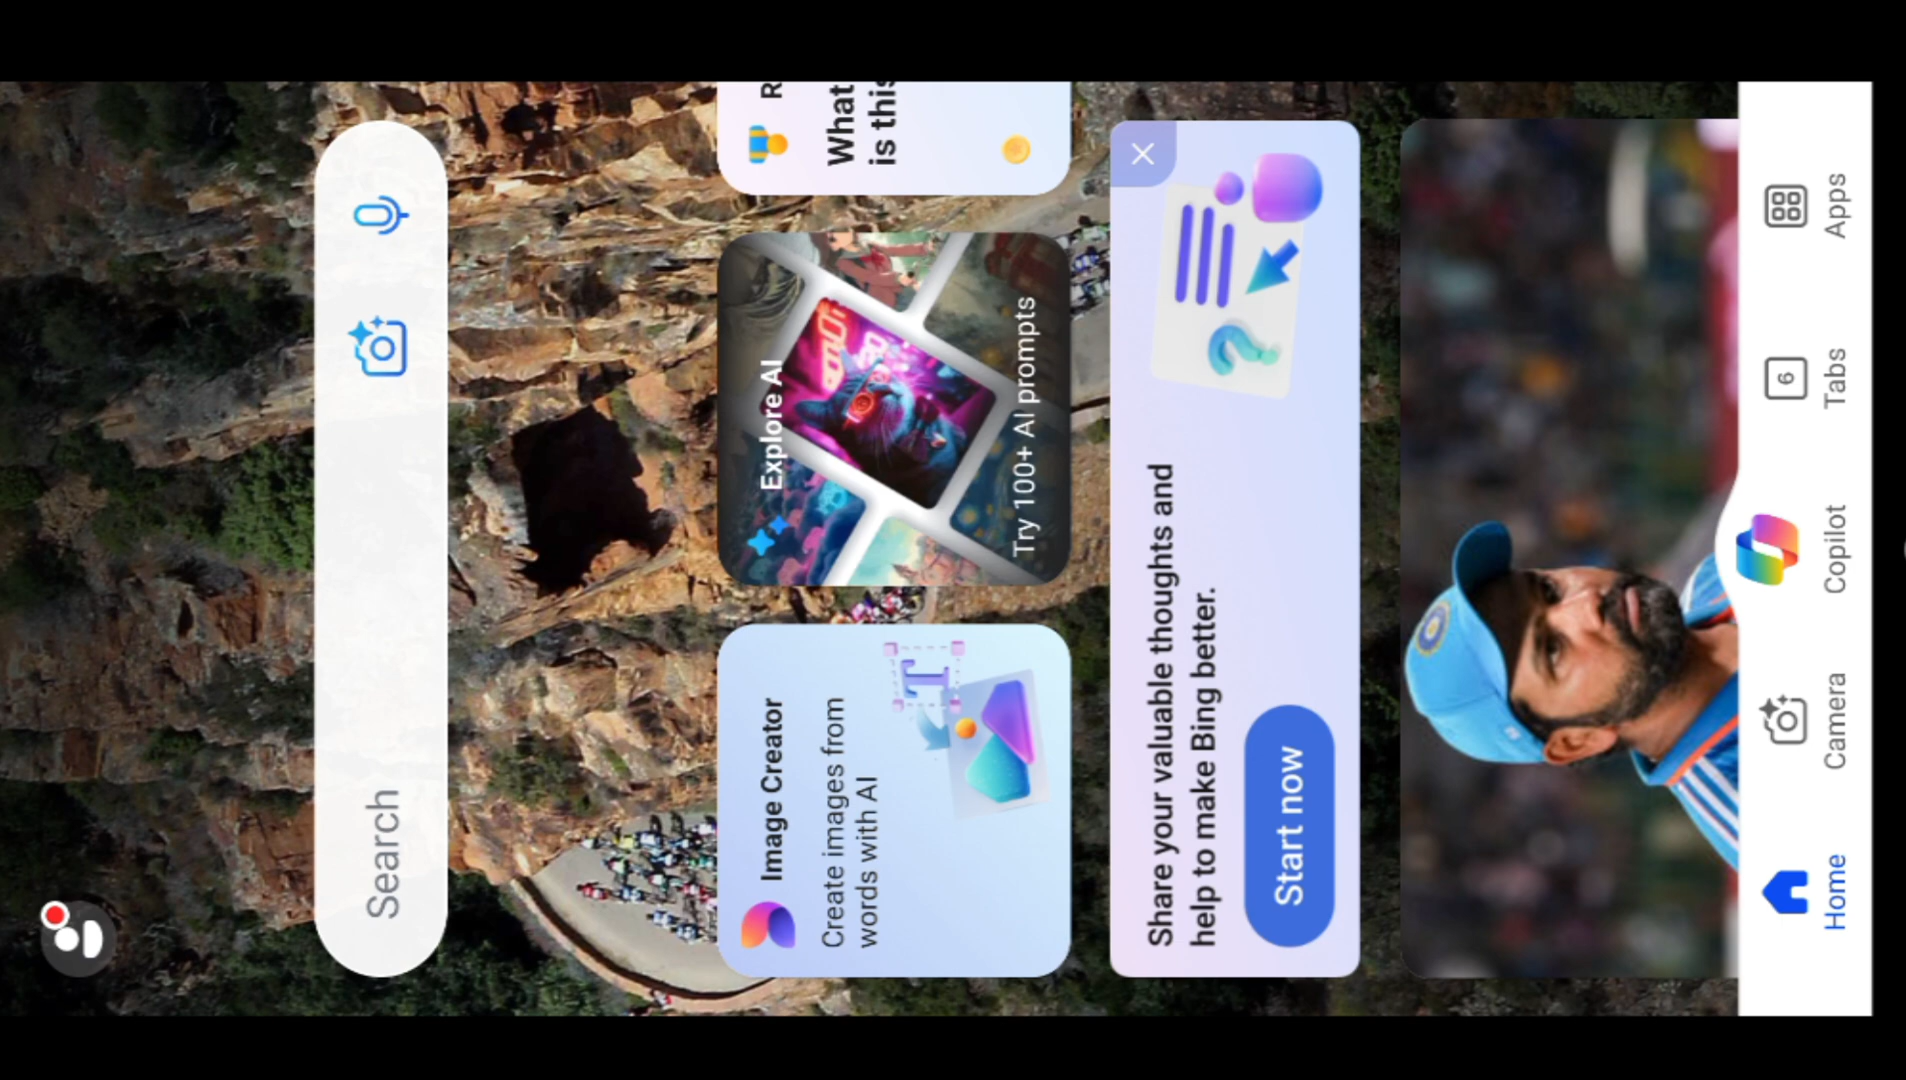 Search
Image Creator
Create images from
words with AI
Explore AI
Try 100+ AI prompts
R
What
is this
Share your valuable thoughts and
help to make Bing better.
Start now
Home
Camera
Copilot
6
Tabs
Apps